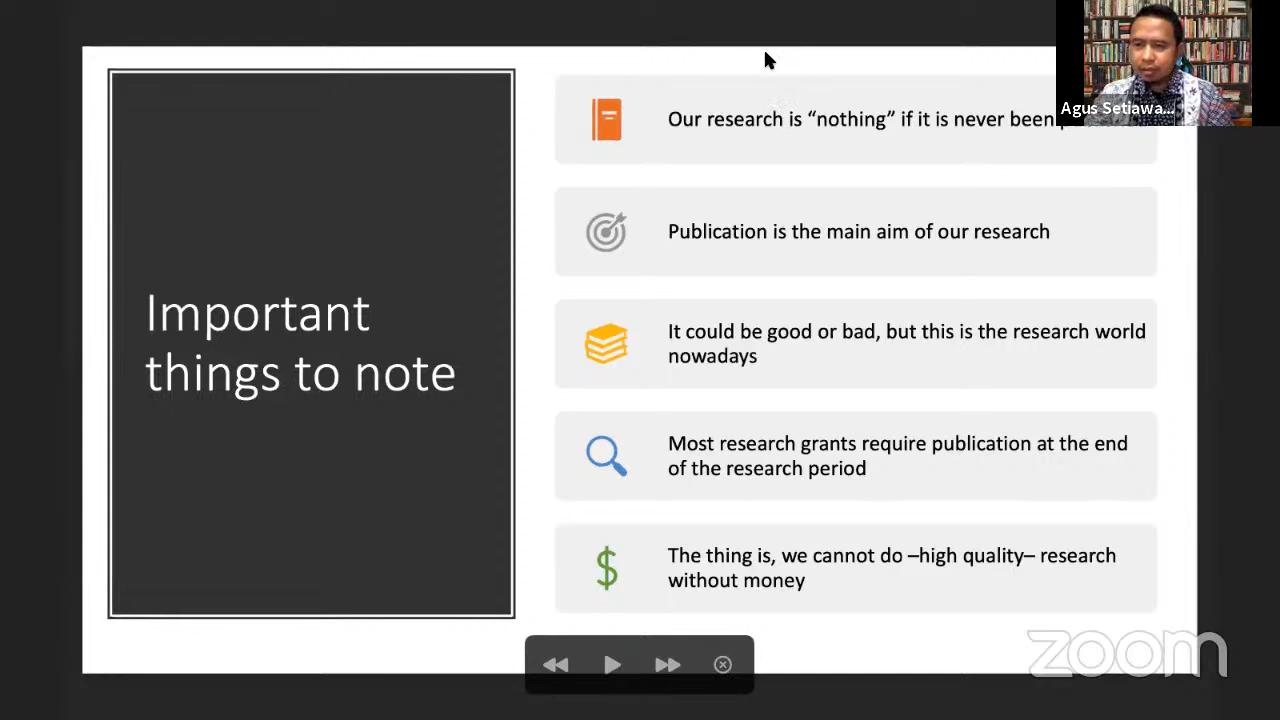 Important
things to note
Our research is “nothing” if it is never been
Publication is the main aim of our research
It could be good or bad, but this is the research world
nowadays
Most research grants require publication at the end
of the research period
The thing is, we cannot do –high quality– research
without money
Agus Setiawa...
zoom